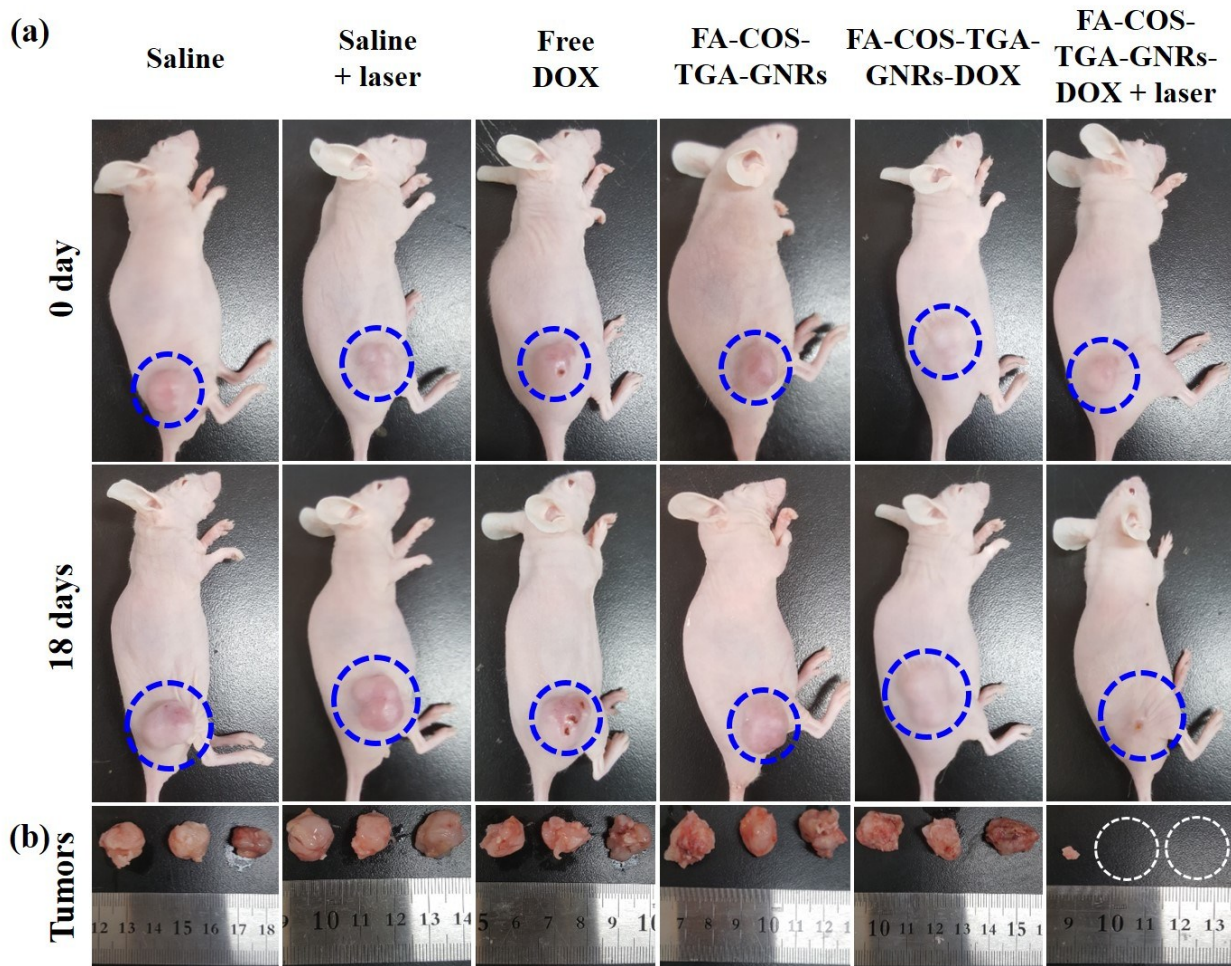 (a)
Saline
Saline
+ laser
Free
DOX
FA-COS-
TGA-GNRs
FA-COS-TGA-
GNRs-DOX
FA-COS-
TGA-GNRs-
DOX + laser
0 day
18 days
(b)
Tumors
12 13 14 15 16 17 18
9 10 11 12 13 14
5 6 7 8 9 10
7 8 9 10 11 12
10 11 12 13 14 15
9 10 11 12 13